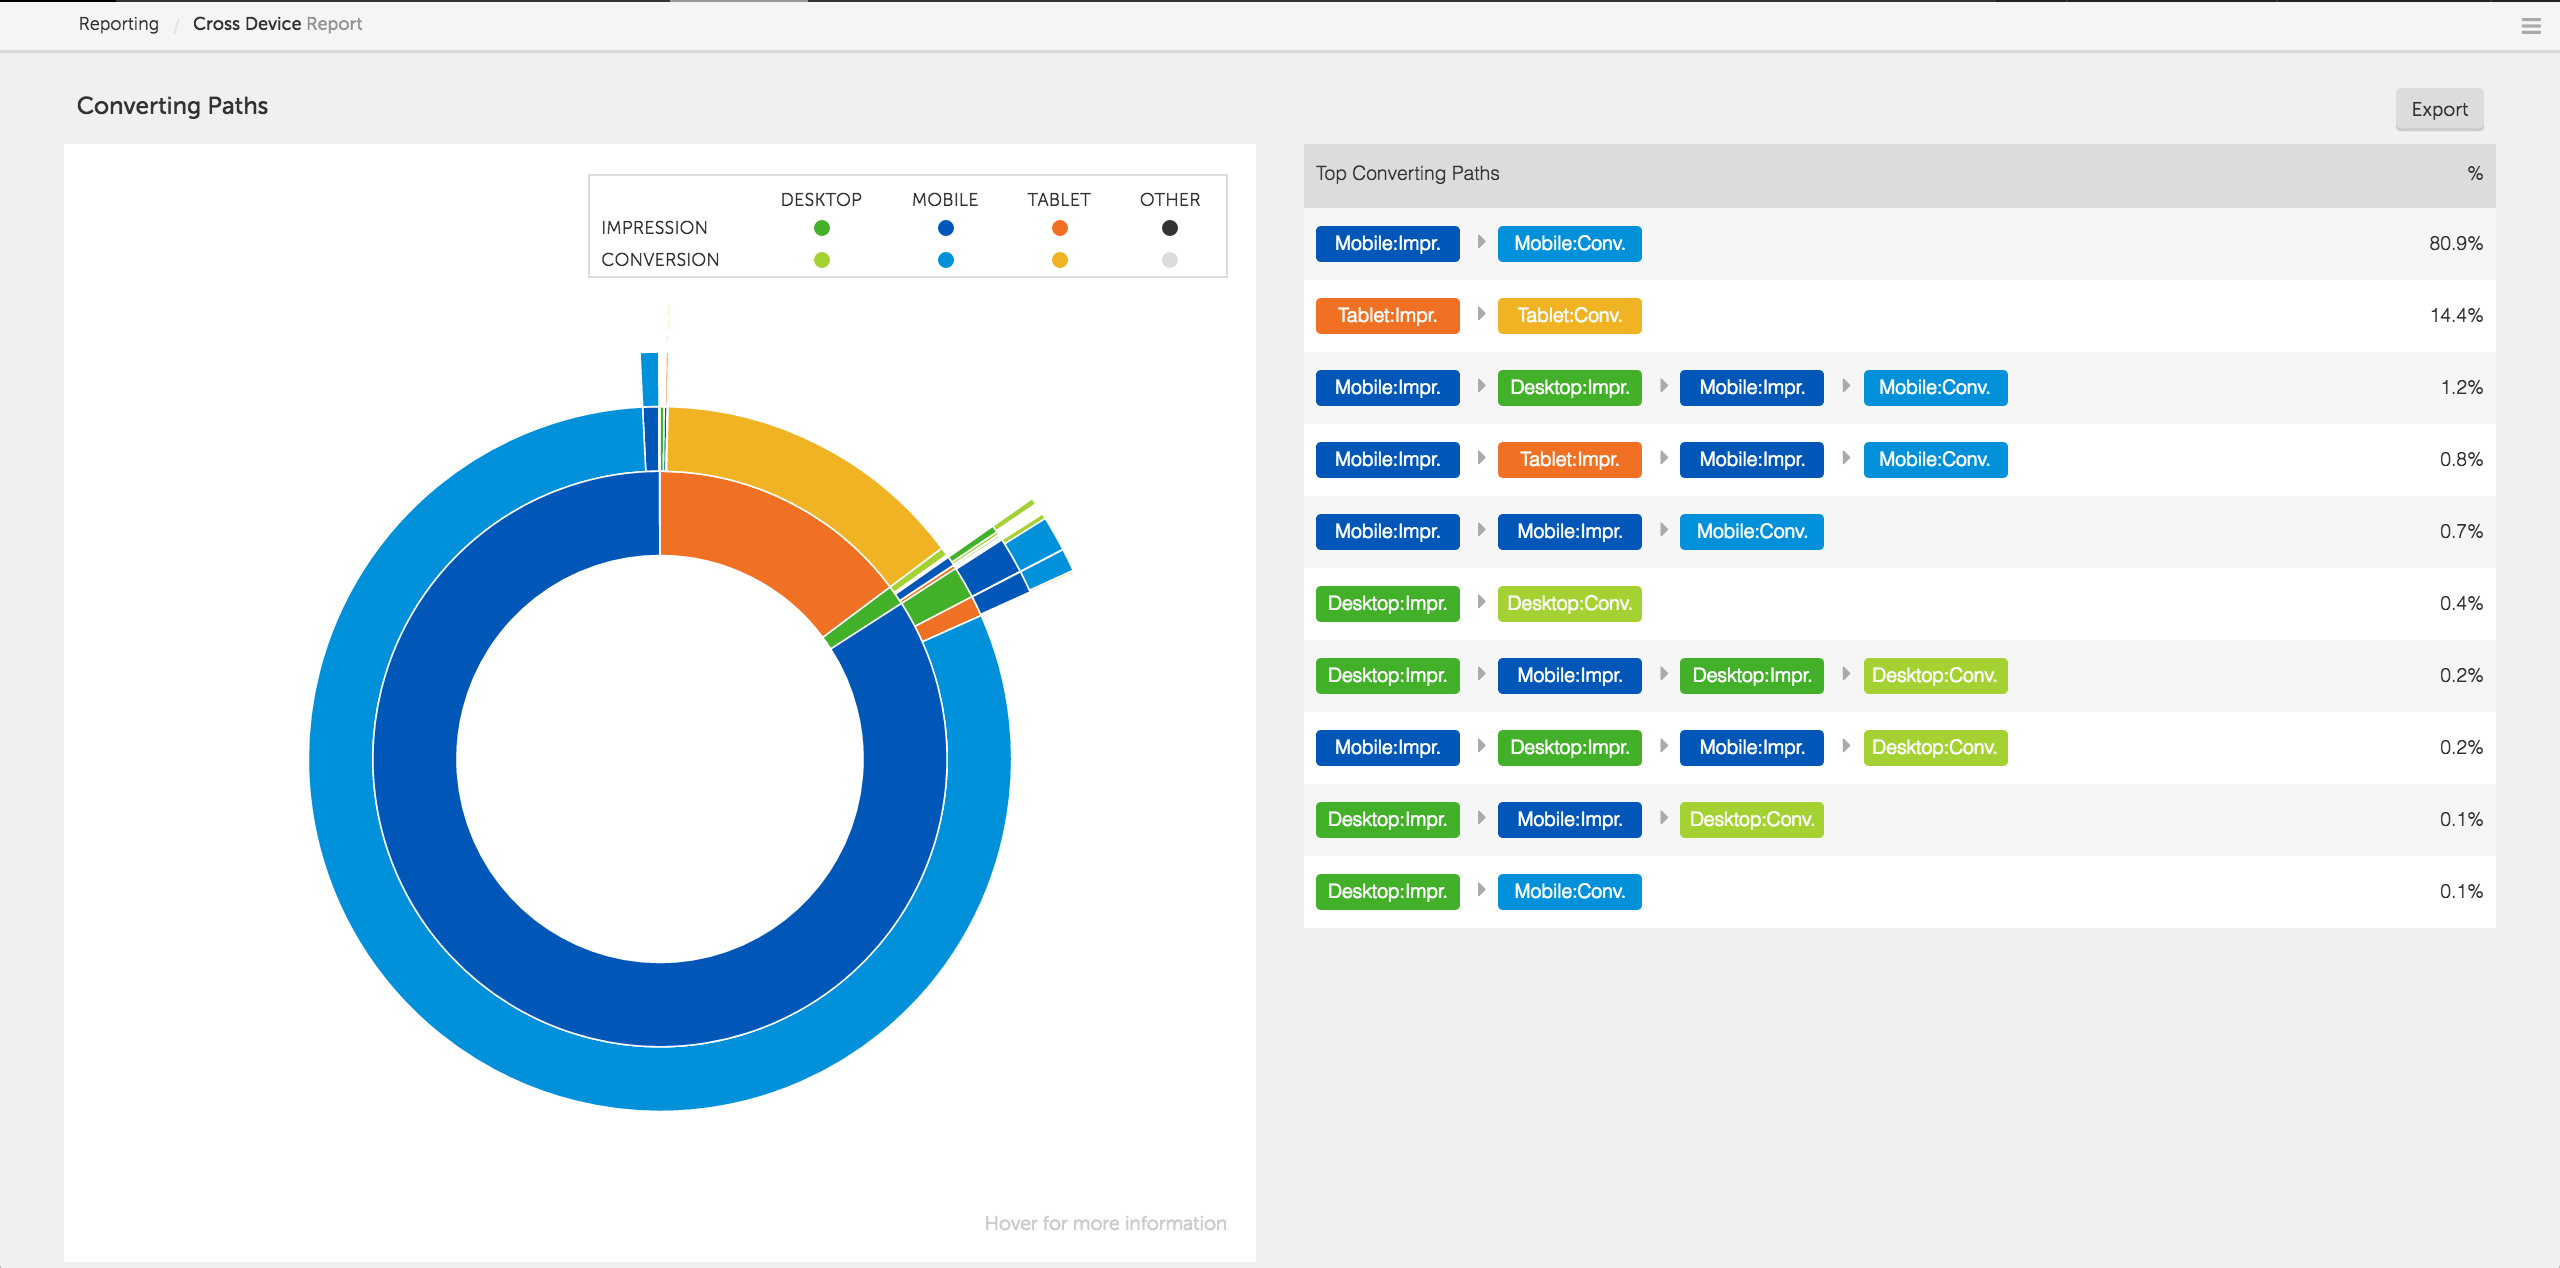 Reporting / Cross Device Report
Converting Paths
Export
DESKTOP MOBILE TABLET OTHER
IMPRESSION
CONVERSION
Hover for more information
Top Converting Paths %
Mobile:Impr. Mobile:Conv. 80.9%
Tablet:Impr. Tablet:Conv. 14.4%
Mobile:Impr. Desktop:Impr. Mobile:Impr. Mobile:Conv. 1.2%
Mobile:Impr. Tablet:Impr. Mobile:Impr. Mobile:Conv. 0.8%
Mobile:Impr. Mobile:Impr. Mobile:Conv. 0.7%
Desktop:Impr. Desktop:Conv. 0.4%
Desktop:Impr. Mobile:Impr. Desktop:Impr. Desktop:Conv. 0.2%
Mobile:Impr. Desktop:Impr. Mobile:Impr. Desktop:Conv. 0.2%
Desktop:Impr. Mobile:Impr. Desktop:Conv. 0.1%
Desktop:Impr. Mobile:Conv. 0.1%